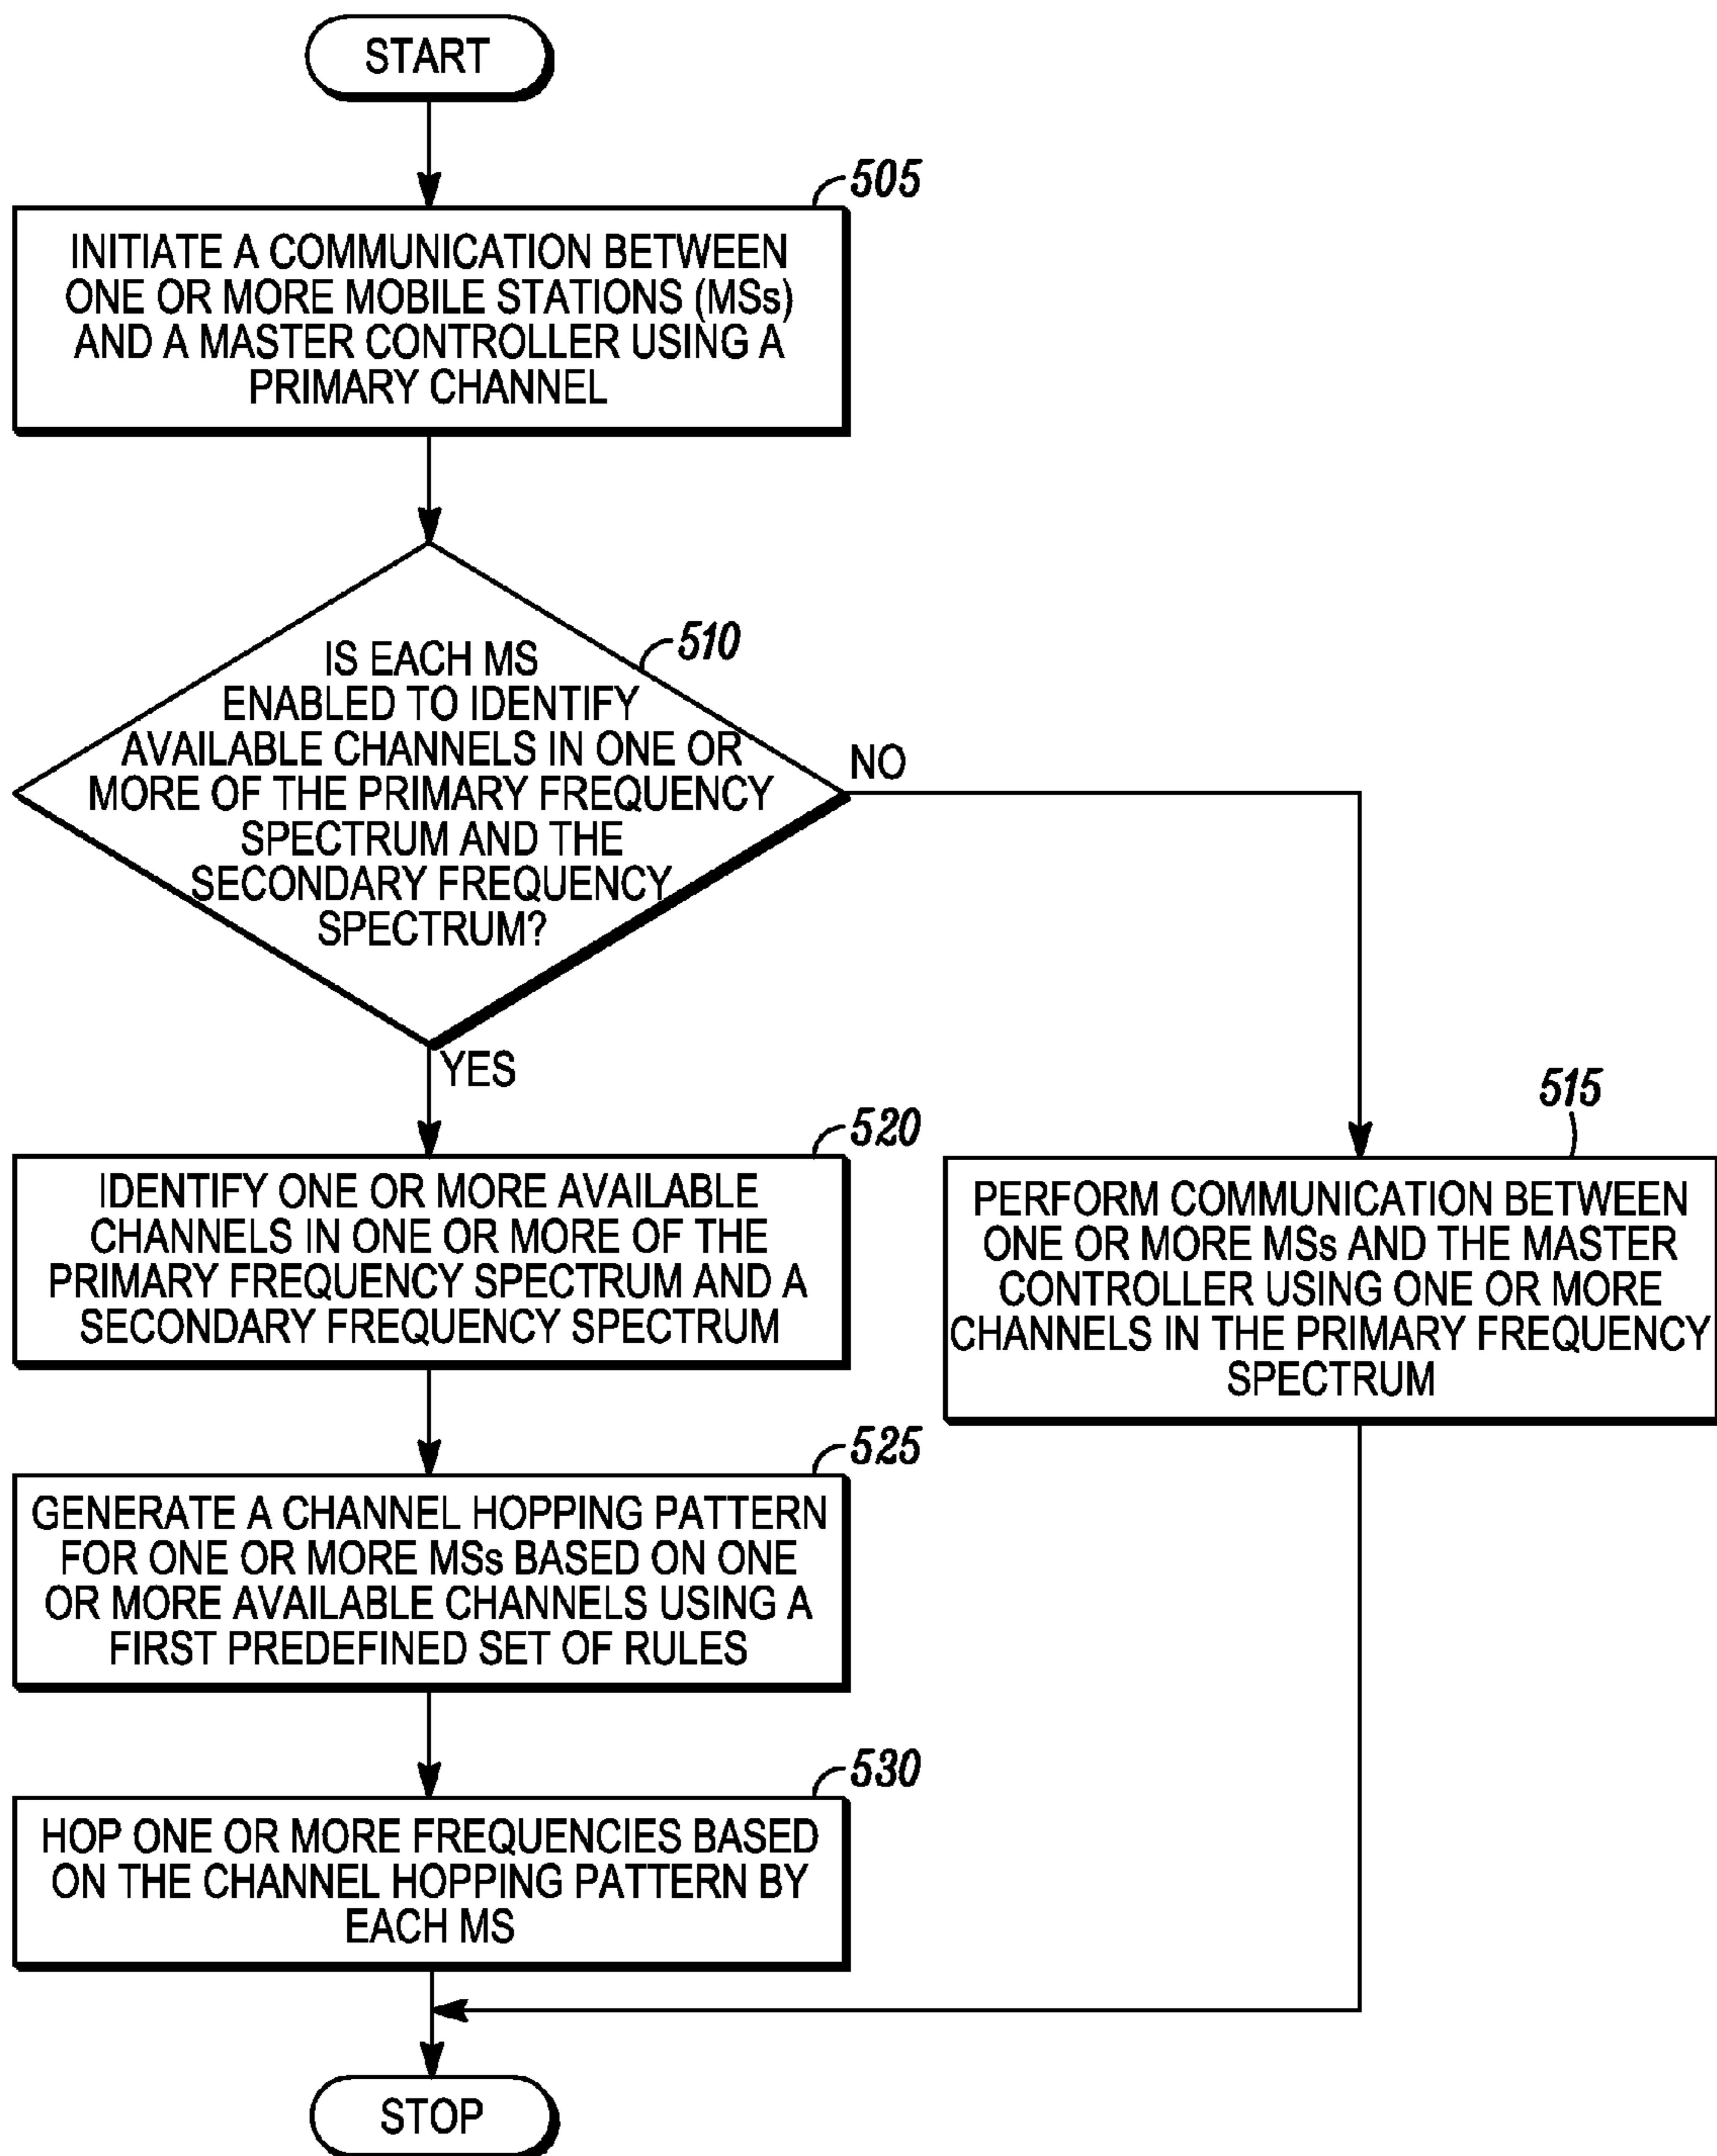 START
505
INITIATE A COMMUNICATION BETWEEN
ONE OR MORE MOBILE STATIONS (MSs)
AND A MASTER CONTROLLER USING A
PRIMARY CHANNEL
510
IS EACH MS
ENABLED TO IDENTIFY
AVAILABLE CHANNELS IN ONE OR
MORE OF THE PRIMARY FREQUENCY
SPECTRUM AND THE
SECONDARY FREQUENCY
SPECTRUM?
NO
YES
520
IDENTIFY ONE OR MORE AVAILABLE
CHANNELS IN ONE OR MORE OF THE
PRIMARY FREQUENCY SPECTRUM AND A
SECONDARY FREQUENCY SPECTRUM
515
PERFORM COMMUNICATION BETWEEN
ONE OR MORE MSs AND THE MASTER
CONTROLLER USING ONE OR MORE
CHANNELS IN THE PRIMARY FREQUENCY
SPECTRUM
525
GENERATE A CHANNEL HOPPING PATTERN
FOR ONE OR MORE MSs BASED ON ONE
OR MORE AVAILABLE CHANNELS USING A
FIRST PREDEFINED SET OF RULES
530
HOP ONE OR MORE FREQUENCIES BASED
ON THE CHANNEL HOPPING PATTERN BY
EACH MS
STOP